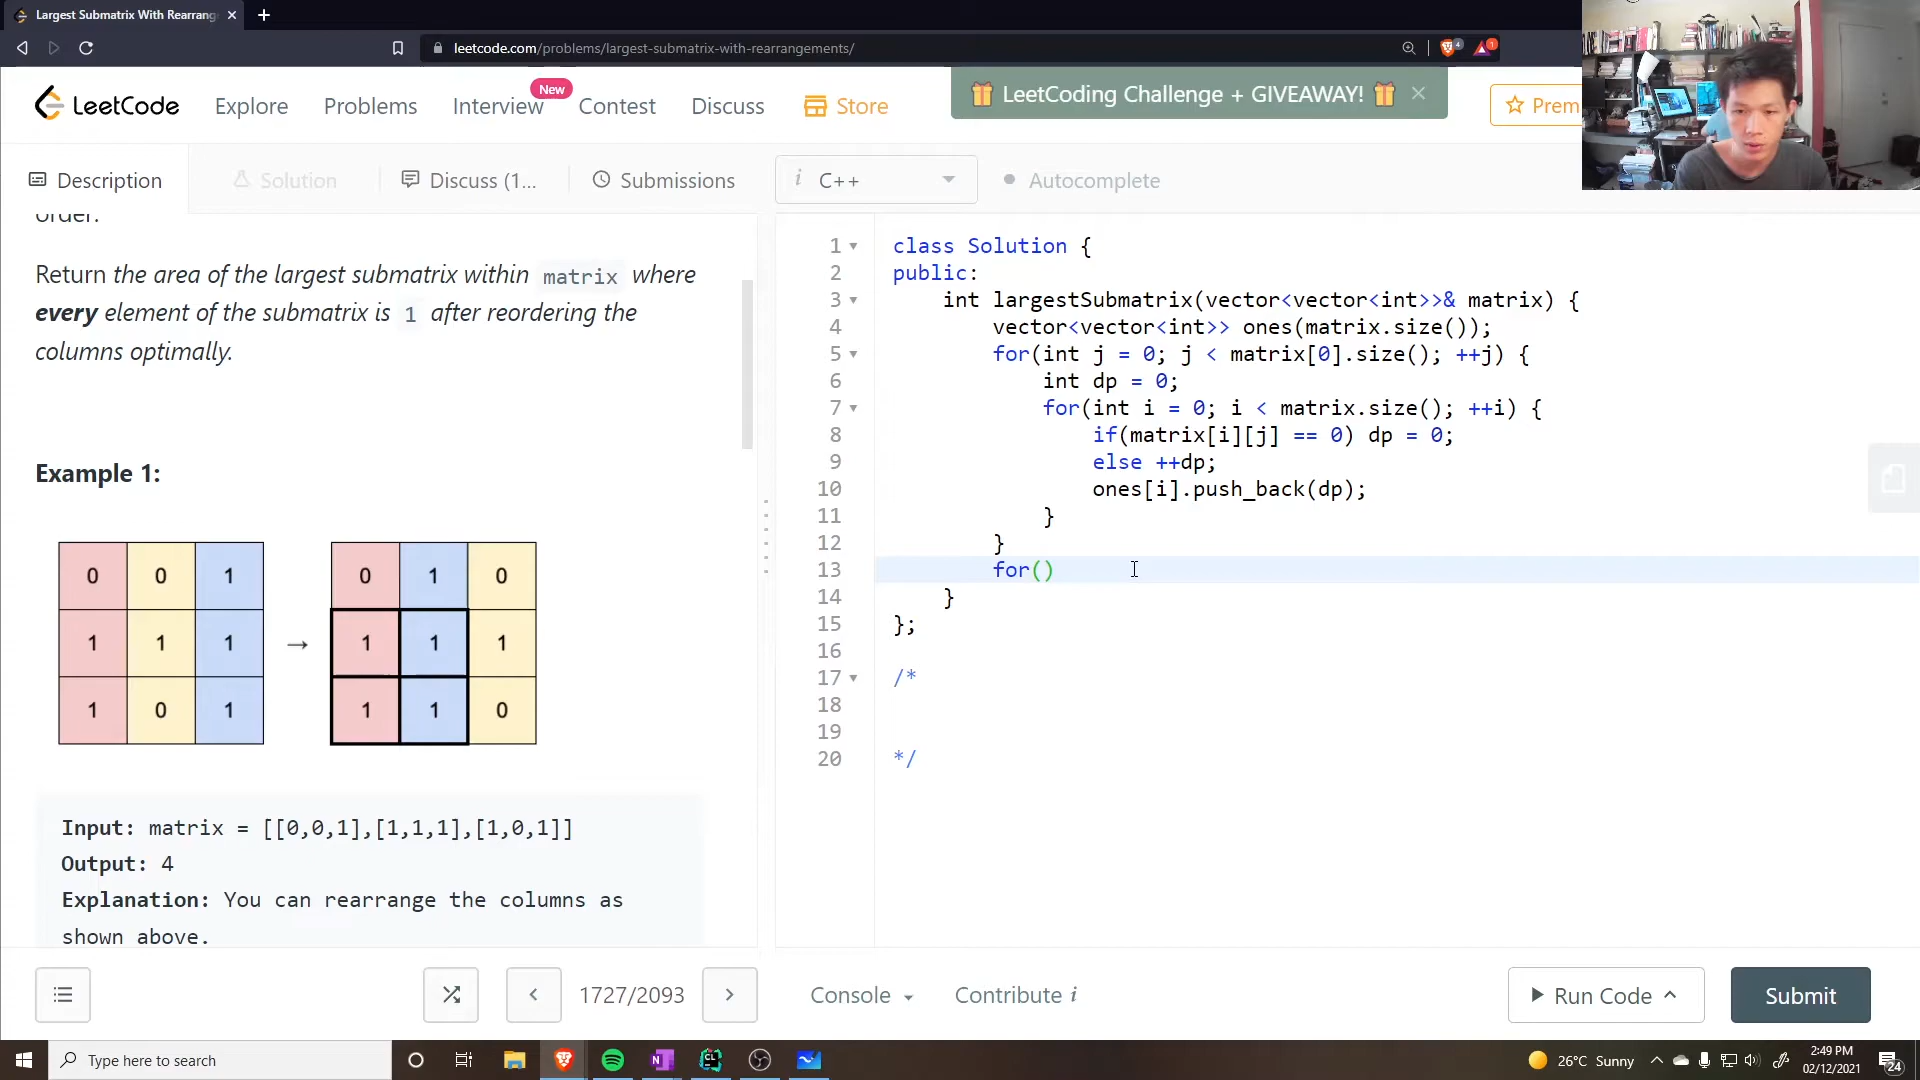 Largest Submatrix With Rearrang
leetcode.com/problems/largest-submatrix-with-rearrangements/
4
1
LeetCode
Explore
Problems
Interview
New
Contest
Discuss
Store
LeetCoding Challenge + GIVEAWAY!
Prem
Description
Solution
Discuss (1...
Submissions
i C++
Autocomplete
order.
Return the area of the largest submatrix within matrix where
every element of the submatrix is 1 after reordering the
columns optimally.
Example 1:
0 0 1
1 1 1
1 0 1
→
0 1 0
1 1 1
1 1 0
Input: matrix = [[0,0,1],[1,1,1],[1,0,1]]
Output: 4
Explanation: You can rearrange the columns as
shown above.
1 class Solution {
2 public:
3 int largestSubmatrix(vector<vector<int>>& matrix) {
4 vector<vector<int>> ones(matrix.size());
5 for(int j = 0; j < matrix[0].size(); ++j) {
6 int dp = 0;
7 for(int i = 0; i < matrix.size(); ++i) {
8 if(matrix[i][j] == 0) dp = 0;
9 else ++dp;
10 ones[i].push_back(dp);
11 }
12 }
13 for()
14 }
15 };
16
17 /*
18
19
20 */
1727/2093
Console
Contribute i
Run Code
Submit
Type here to search
26°C Sunny
2:49 PM
02/12/2021
24